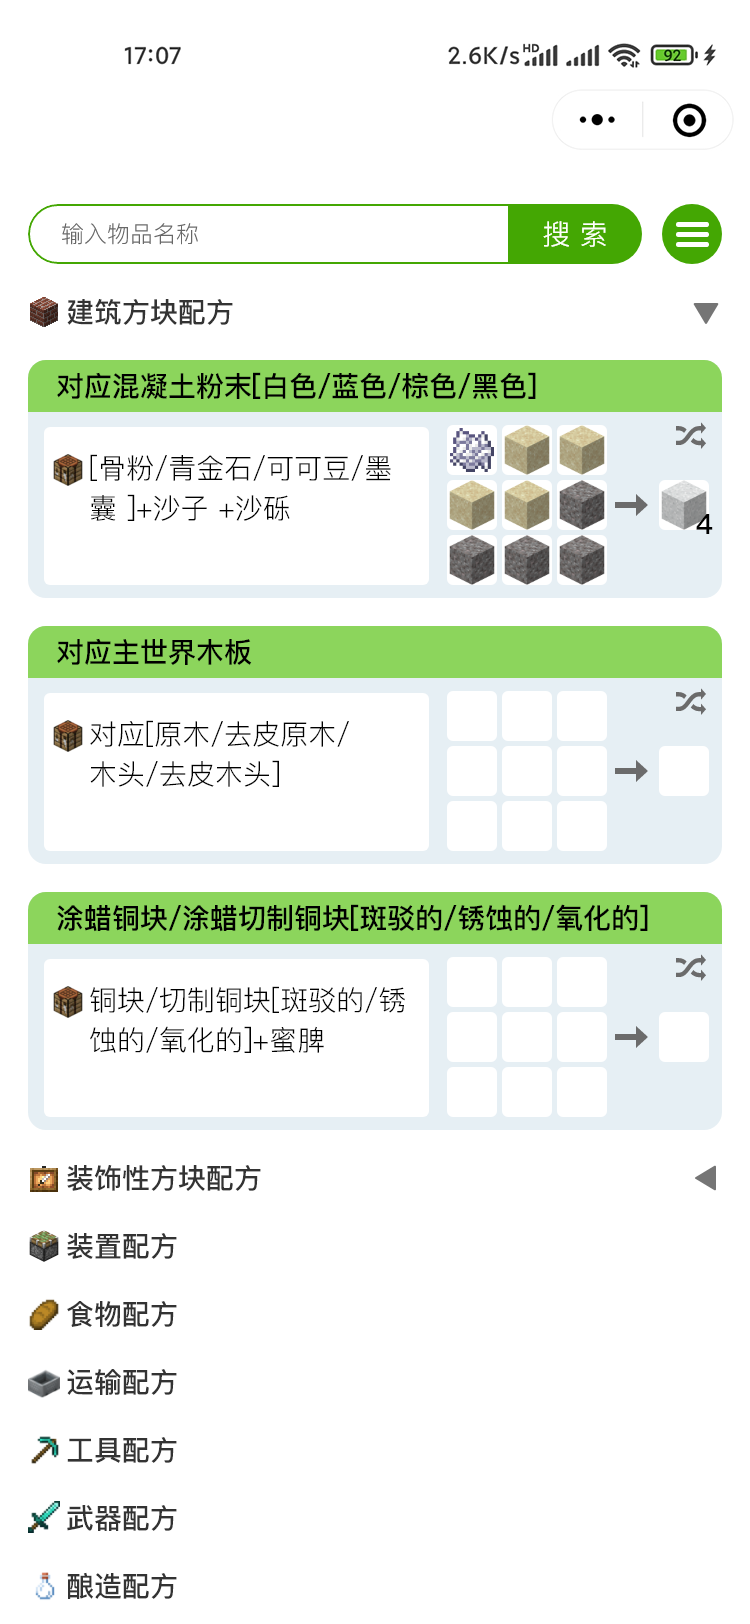 17:07
2.6K/s HD 92
输入物品名称
搜 索
建筑方块配方
对应混凝土粉末[白色/蓝色/棕色/黑色]
[骨粉/青金石/可可豆/墨
囊 ]+沙子 +沙砾
4
对应主世界木板
对应[原木/去皮原木/
木头/去皮木头]
涂蜡铜块/涂蜡切制铜块[斑驳的/锈蚀的/氧化的]
铜块/切制铜块[斑驳的/锈
蚀的/氧化的]+蜜脾
装饰性方块配方
装置配方
食物配方
运输配方
工具配方
武器配方
酿造配方